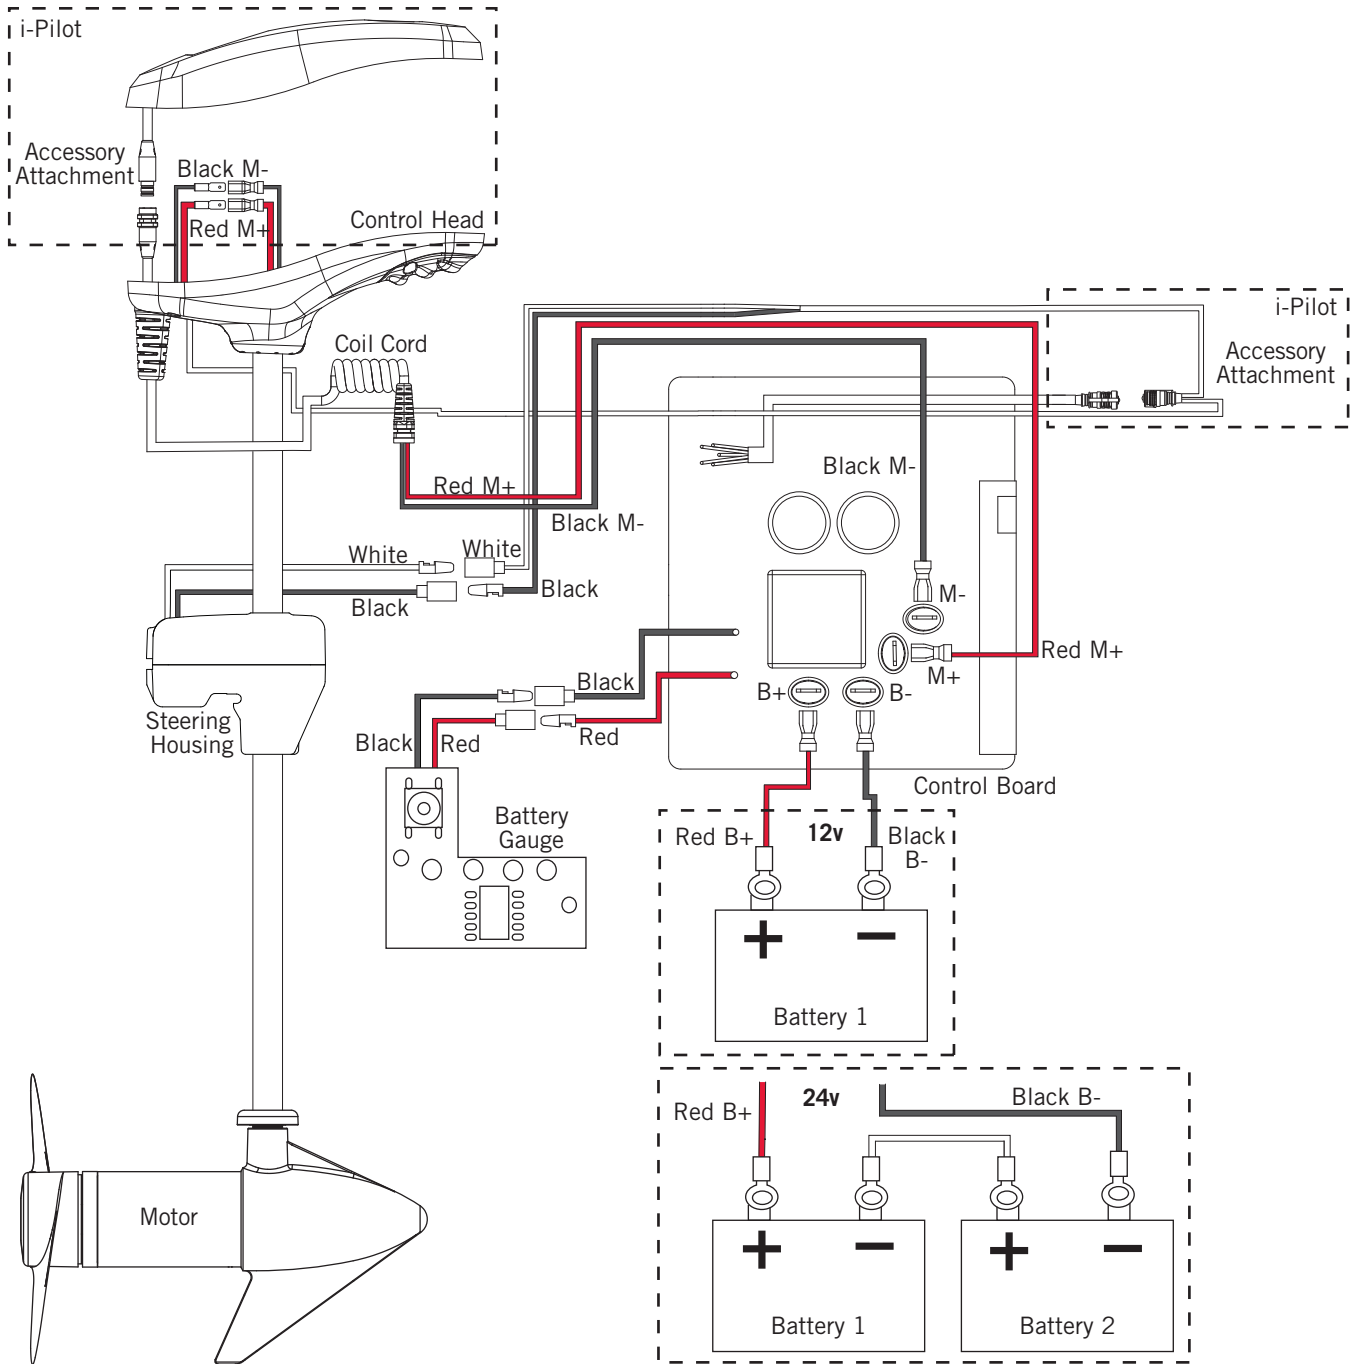 i-Pilot
Accessory
Attachment
Black M-
Red M+
Control Head
i-Pilot
Accessory
Attachment
Coil Cord
Red M+
Black M-
Black M-
White
White
Black
Black
M-
M+
Red M+
B+
B-
Steering
Housing
Black
Red
Black
Red
Control Board
Battery
Gauge
Red B+
12v
Black
B-
Battery 1
Red B+
24v
Black B-
Motor
Battery 1
Battery 2